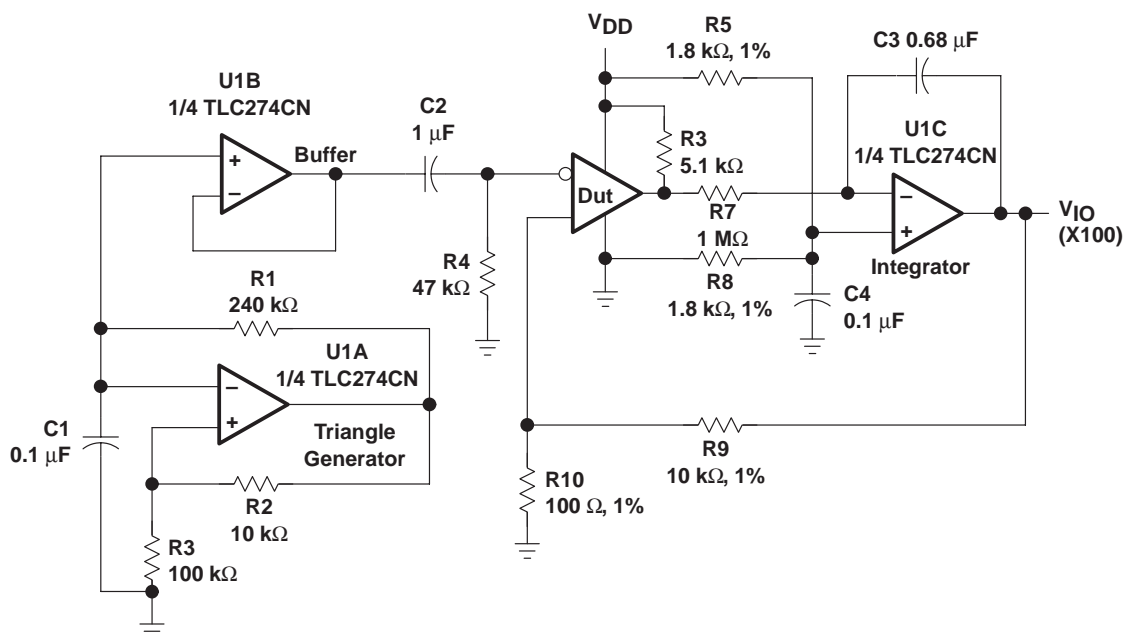 VDD
R5
1.8 kΩ, 1%
C3 0.68 μF
U1B
1/4 TLC274CN
C2
1 μF
Buffer
+
−
R3
5.1 kΩ
U1C
1/4 TLC274CN
Dut
R7
1 MΩ
−
+
VIO
(X100)
Integrator
R4
47 kΩ
R8
1.8 kΩ, 1%
C4
0.1 μF
R1
240 kΩ
U1A
1/4 TLC274CN
−
+
C1
0.1 μF
Triangle
Generator
R9
10 kΩ, 1%
R2
10 kΩ
R10
100 Ω, 1%
R3
100 kΩ